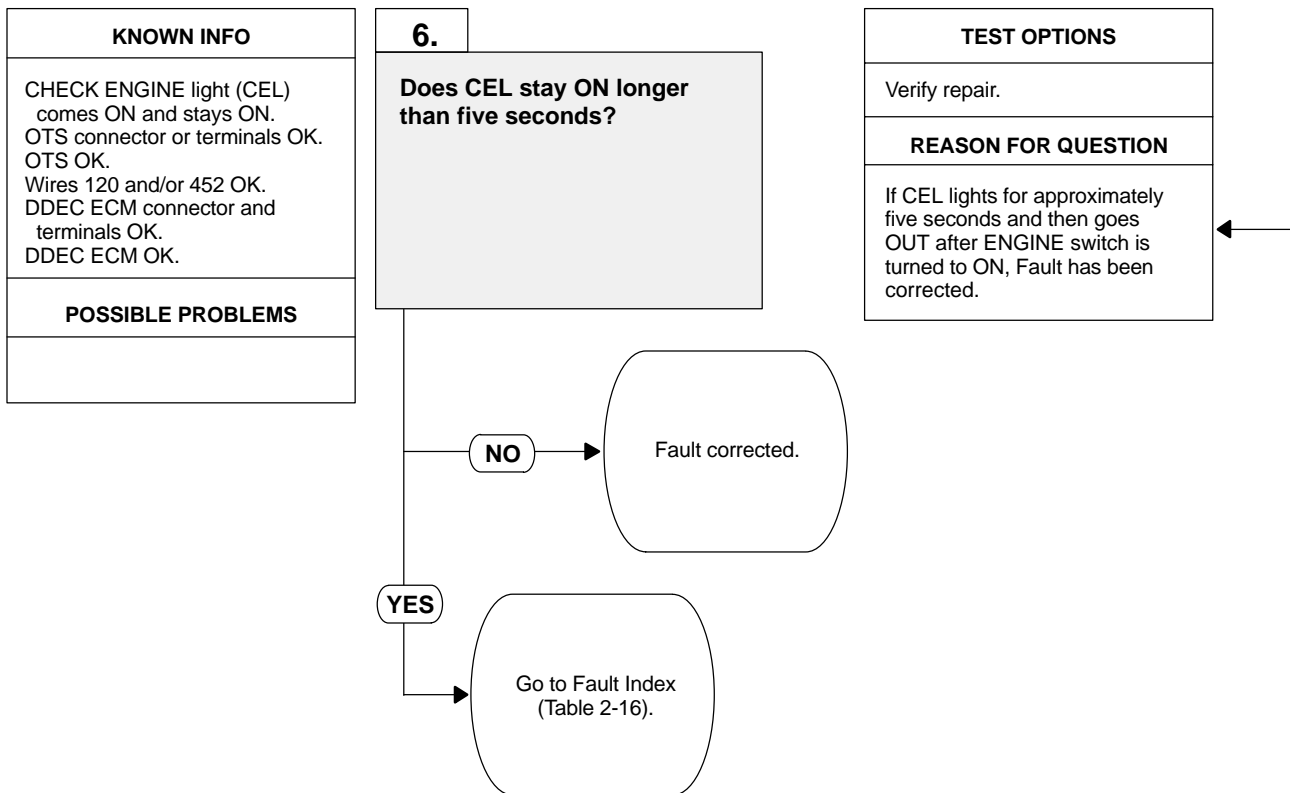 KNOWN INFO
CHECK ENGINE light (CEL)
comes ON and stays ON.
OTS connector or terminals OK.
OTS OK.
Wires 120 and/or 452 OK.
DDEC ECM connector and
terminals OK.
DDEC ECM OK.
POSSIBLE PROBLEMS
6.
Does CEL stay ON longer
than five seconds?
TEST OPTIONS
Verify repair.
REASON FOR QUESTION
If CEL lights for approximately
five seconds and then goes
OUT after ENGINE switch is
turned to ON, Fault has been
corrected.
NO
Fault corrected.
YES
Go to Fault Index
(Table 2-16).